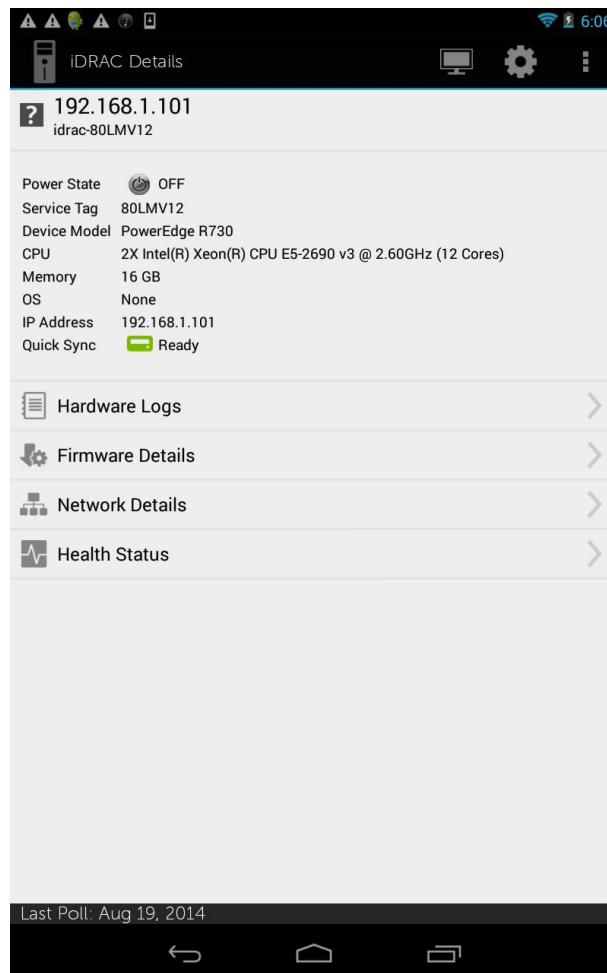 6:06
iDRAC Details
192.168.1.101
idrac-80LMV12
Power State OFF
Service Tag 80LMV12
Device Model PowerEdge R730
CPU 2X Intel(R) Xeon(R) CPU E5-2690 v3 @ 2.60GHz (12 Cores)
Memory 16 GB
OS None
IP Address 192.168.1.101
Quick Sync Ready
Hardware Logs
Firmware Details
Network Details
Health Status
Last Poll: Aug 19, 2014